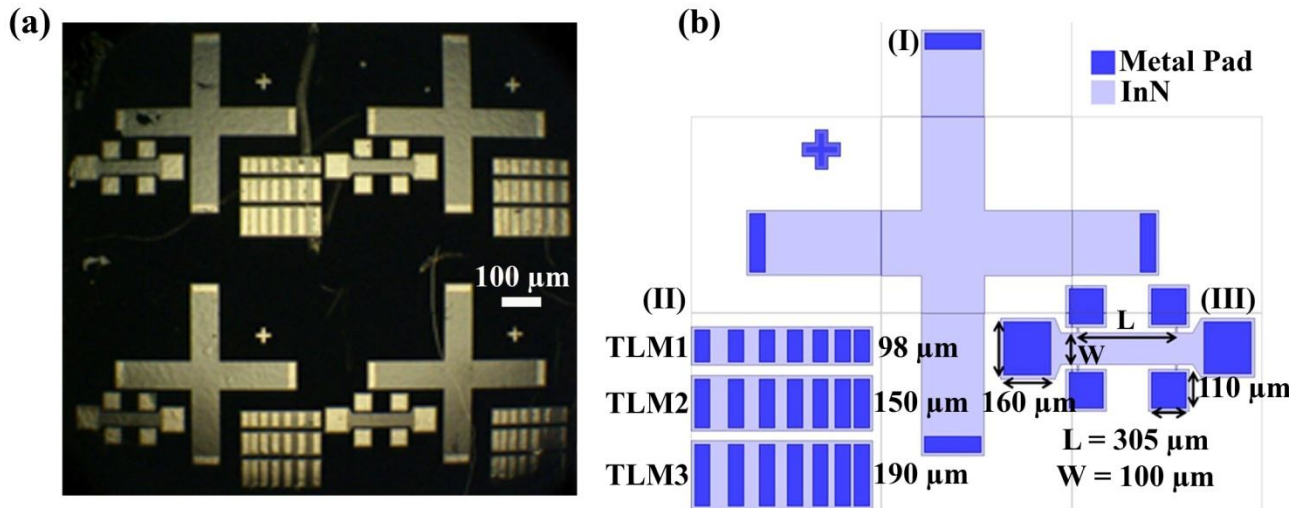 (a)
100 µm
(b)
(I)
Metal Pad
InN
(II)
(III)
L
TLM1
98 µm
W
TLM2
150 µm
160 µm
110 µm
L = 305 µm
TLM3
190 µm
W = 100 µm